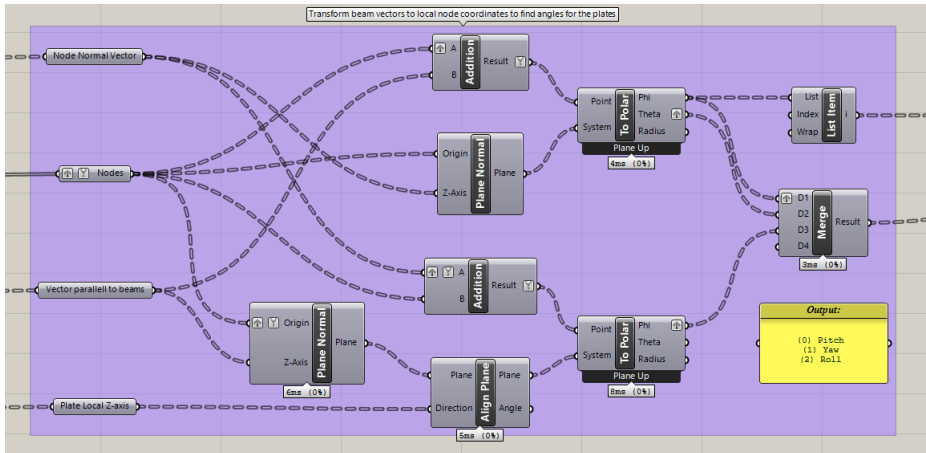 Transform beam vectors to local node coordinates to find angles for the plates
Node Normal Vector
A
B
Addition
Result
Point
System
To Polar
Phi
Theta
Radius
Plane Up
4ms (0%)
List
Index
Wrap
List Item
i
Origin
Z-Axis
Plane Normal
Plane
Nodes
D1
D2
D3
D4
Merge
Result
3ms (0%)
Vector parallell to beams
A
B
Addition
Result
Origin
Z-Axis
Plane Normal
Plane
6ms (0%)
Point
System
To Polar
Phi
Theta
Radius
Plane Up
8ms (0%)
Output:
(0) Pitch
(1) Yaw
(2) Roll
Plate Local Z-axis
Plane
Direction
Align Plane
Plane
Angle
5ms (0%)